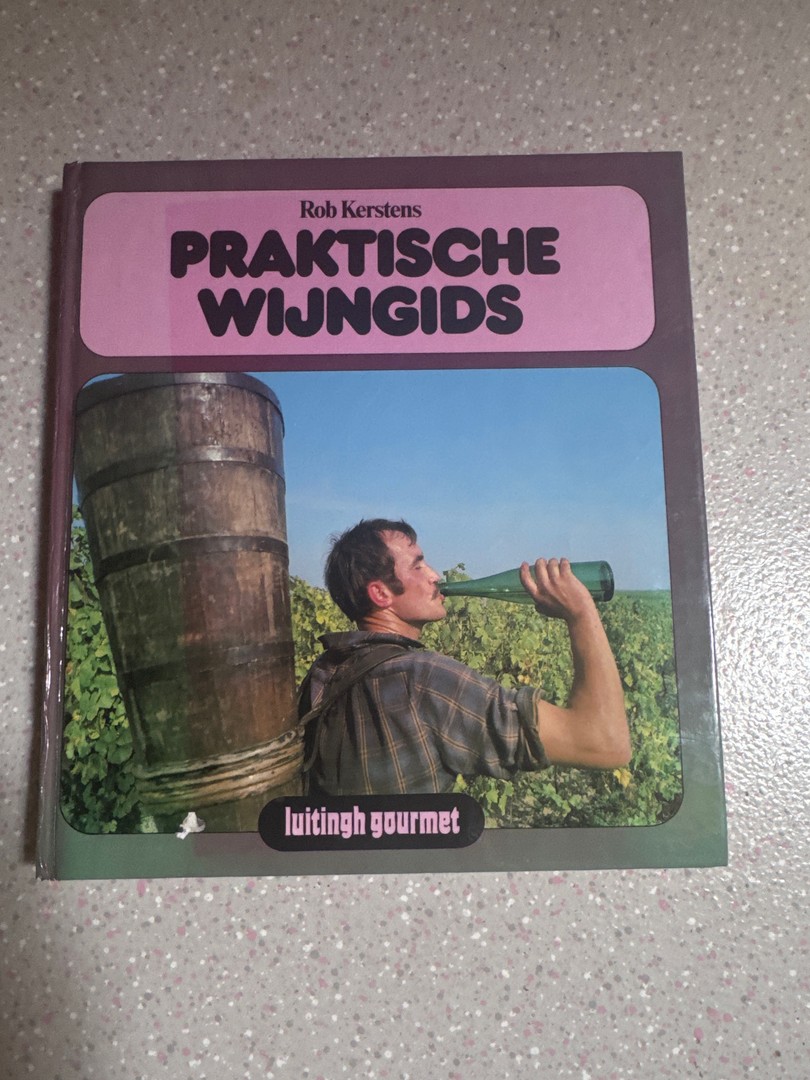 Rob Kerstens
PRAKTISCHE
WIJNGIDS
luitingh gourmet